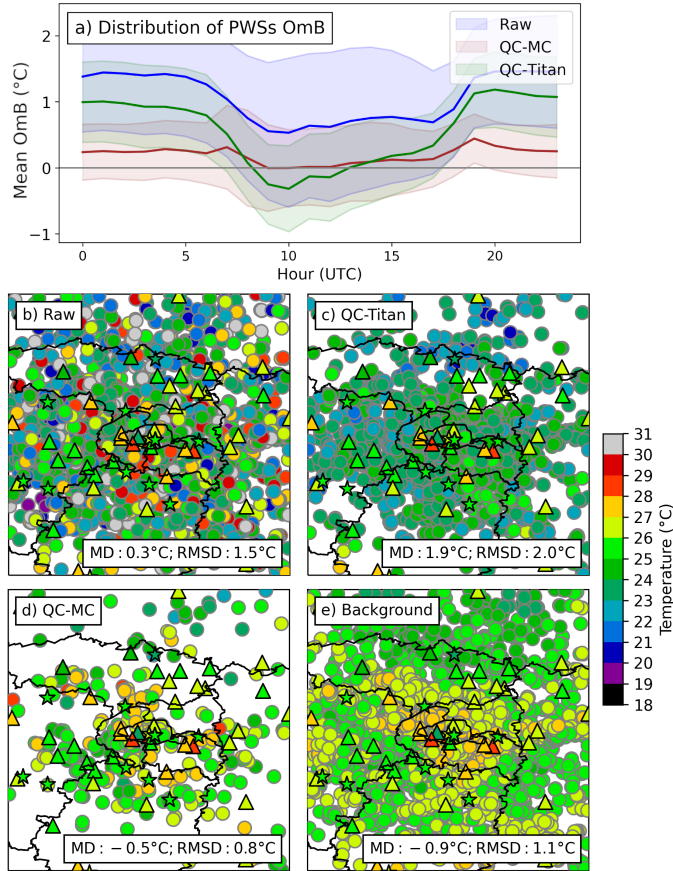 a) Distribution of PWSs OmB
Raw
QC-MC
QC-Titan
2
1
0
−1
Mean OmB (°C)
0
5
10
15
20
Hour (UTC)
b) Raw
MD : 0.3°C; RMSD : 1.5°C
c) QC-Titan
MD : 1.9°C; RMSD : 2.0°C
d) QC-MC
MD : −0.5°C; RMSD : 0.8°C
e) Background
MD : −0.9°C; RMSD : 1.1°C
31
30
29
28
27
26
25
24
23
22
21
20
19
18
Temperature (°C)